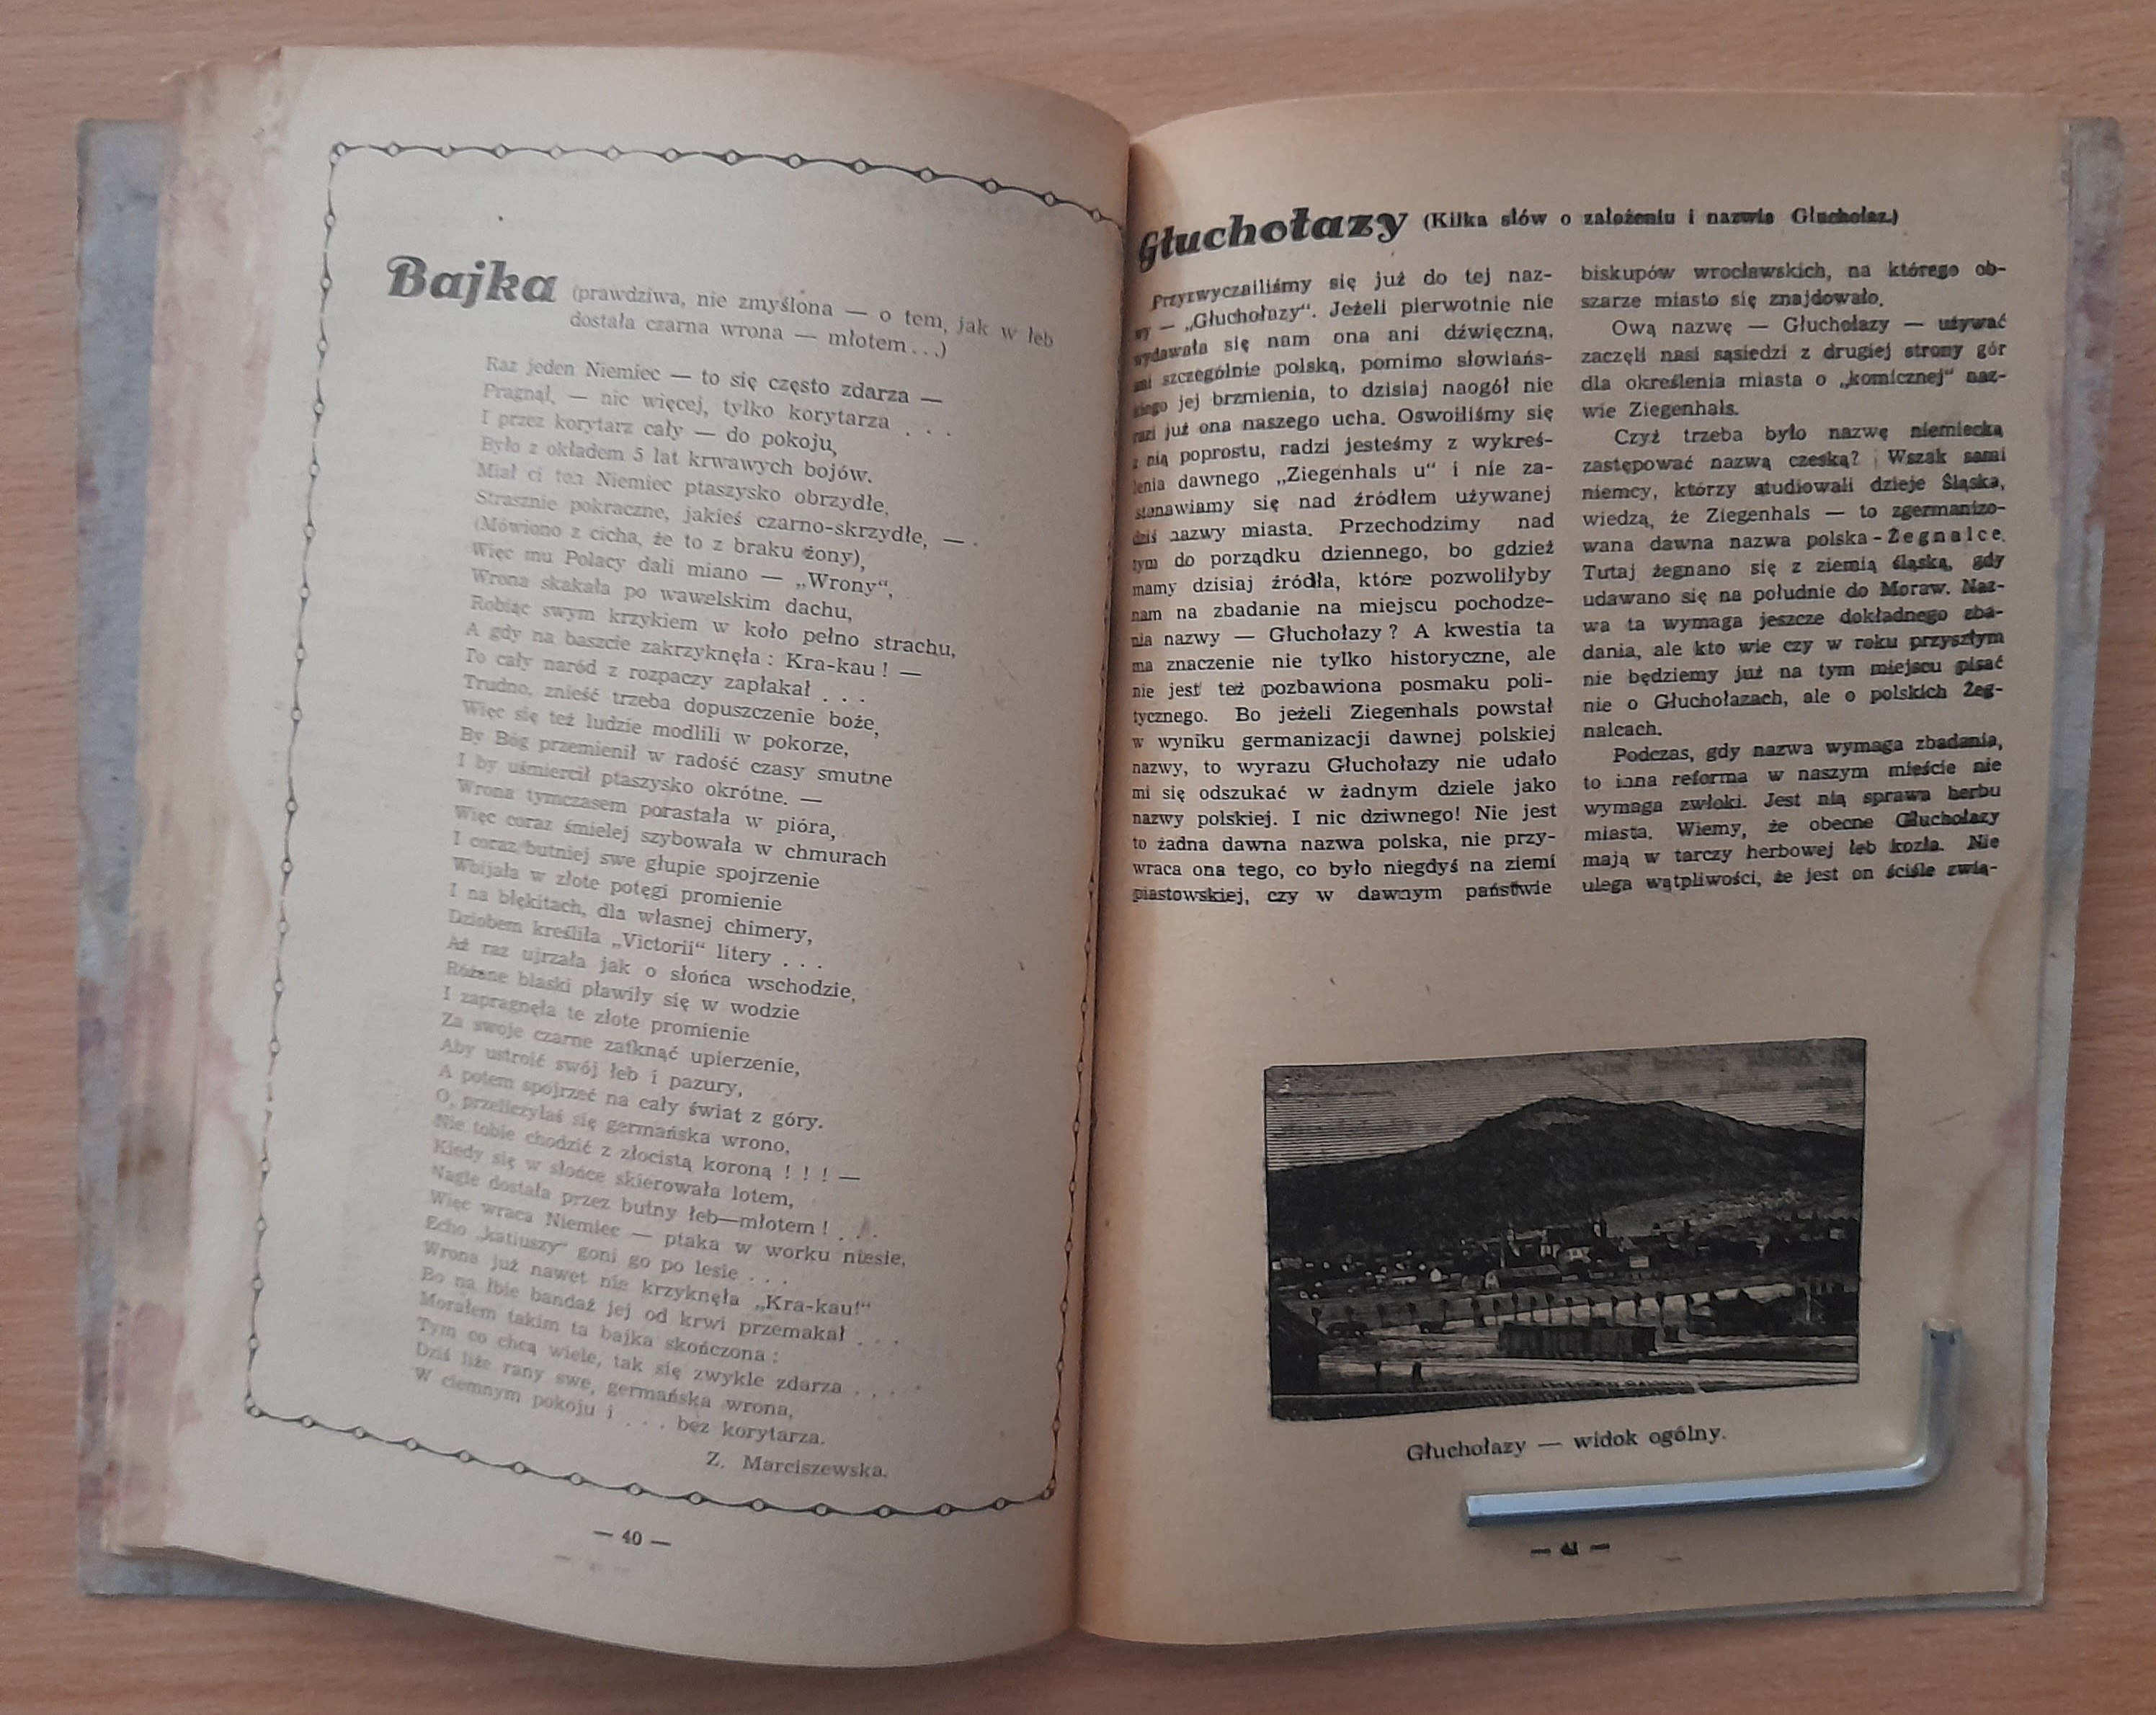 Bajka (prawdziwa, nie zmyślona — o tem, jak w łeb
dostała czarna wrona — młotem...)
Raz jeden Niemiec — to się często zdarza —
Pragnął, — nic więcej, tylko korytarza . . .
I przez korytarz cały — do pokoju,
Było z okładem 5 lat krwawych bojów.
Miał ci ten Niemiec ptaszysko obrzydłe,
Strasznie pokraczne, jakieś czarno-skrzydłe, —
(Mówiono z cicha, że to z braku żony),
Więc mu Polacy dali miano — „Wrony“,
Wrona skakała po wawelskim dachu,
Robiąc swym krzykiem w koło pełno strachu,
A gdy na baszcie zakrzyknęła : Kra-kau ! —
To cały naród z rozpaczy zapłakał . . .
Trudno, znieść trzeba dopuszczenie boże,
Więc się też ludzie modlili w pokorze,
By Bóg przemienił w radość czasy smutne
I by uśmiercił ptaszysko okrótne. —
Wrona tymczasem porastała w pióra,
Więc coraz śmielej szybowała w chmurach
I coraz butniej swe głupie spojrzenie
Wbijała w złote potęgi promienie
I na błękitach, dla własnej chimery,
Dziobem kreśliła „Victorii“ litery . . .
Aż raz ujrzała jak o słońca wschodzie,
Różane blaski pławiły się w wodzie
I zapragnęła te złote promienie
Za swoje czarne zatknąć upierzenie,
Aby ustroić swój łeb i pazury,
A potem spojrzeć na cały świat z góry.
O, przeliczyłaś się germańska wrono,
Nie tobie chodzić z złocistą koroną ! ! ! —
Kiedy się w słońce skierowała lotem,
Nagle dostała przez butny łeb—młotem ! . . .
Więc wraca Niemiec — ptaka w worku niesie,
Echo „katiuszy“ goni go po lesie . . .
Wrona już nawet nie krzyknęła „Kra-kau!“
Bo na łbie bandaż jej od krwi przemakał . . .
Morałem takim ta bajka skończona :
Tym co chcą wiele, tak się zwykle zdarza . . .
Dziś liże rany swe, germańska wrona,
W ciemnym pokoju i . . . bez korytarza.
Z. Marciszewska.
— 40 —
Głuchołazy (Kilka słów o założeniu i nazwie Głuchołaz.)
Przyzwyczailiśmy się już do tej naz-
wy — „Głuchołazy“. Jeżeli pierwotnie nie
wydawała się nam ona ani dźwięczną,
ani szczególnie polską, pomimo słowiańs-
kiego jej brzmienia, to dzisiaj naogół nie
razi już ona naszego ucha. Oswoiliśmy się
z nią poprostu, radzi jesteśmy z wykreś-
lenia dawnego „Ziegenhals u“ i nie za-
stanawiamy się nad źródłem używanej
dziś nazwy miasta. Przechodzimy nad
tym do porządku dziennego, bo gdzież
mamy dzisiaj źródła, które pozwoliłyby
nam na zbadanie na miejscu pochodze-
nia nazwy — Głuchołazy ? A kwestia ta
ma znaczenie nie tylko historyczne, ale
nie jest też pozbawiona posmaku poli-
tycznego. Bo jeżeli Ziegenhals powstał
w wyniku germanizacji dawnej polskiej
nazwy, to wyrazu Głuchołazy nie udało
mi się odszukać w żadnym dziele jako
nazwy polskiej. I nic dziwnego! Nie jest
to żadna dawna nazwa polska, nie przy-
wraca ona tego, co było niegdyś na ziemi
piastowskiej, czy w dawnym państwie
biskupów wrocławskich, na którego ob-
szarze miasto się znajdowało.
Ową nazwę — Głuchołazy — używać
zaczęli nasi sąsiedzi z drugiej strony gór
dla określenia miasta o „komicznej“ naz-
wie Ziegenhals.
Czyż trzeba było nazwę niemiecką
zastępować nazwą czeską? Wszak sami
niemcy, którzy studiowali dzieje Śląska,
wiedzą, że Ziegenhals — to zgermanizo-
wana dawna nazwa polska - Żegnalce.
Tutaj żegnano się z ziemią śląską, gdy
udawano się na południe do Moraw. Naz-
wa ta wymaga jeszcze dokładnego zba-
dania, ale kto wie czy w roku przyszłym
nie będziemy już na tym miejscu pisać
nie o Głuchołazach, ale o polskich Żeg-
nalcach.
Podczas, gdy nazwa wymaga zbadania,
to inna reforma w naszym mieście nie
wymaga zwłoki. Jest nią sprawa herbu
miasta. Wiemy, że obecne Głuchołazy
mają w tarczy herbowej łeb kozła. Nie
ulega wątpliwości, że jest on ściśle zwią-
Głuchołazy — widok ogólny.
— 41 —